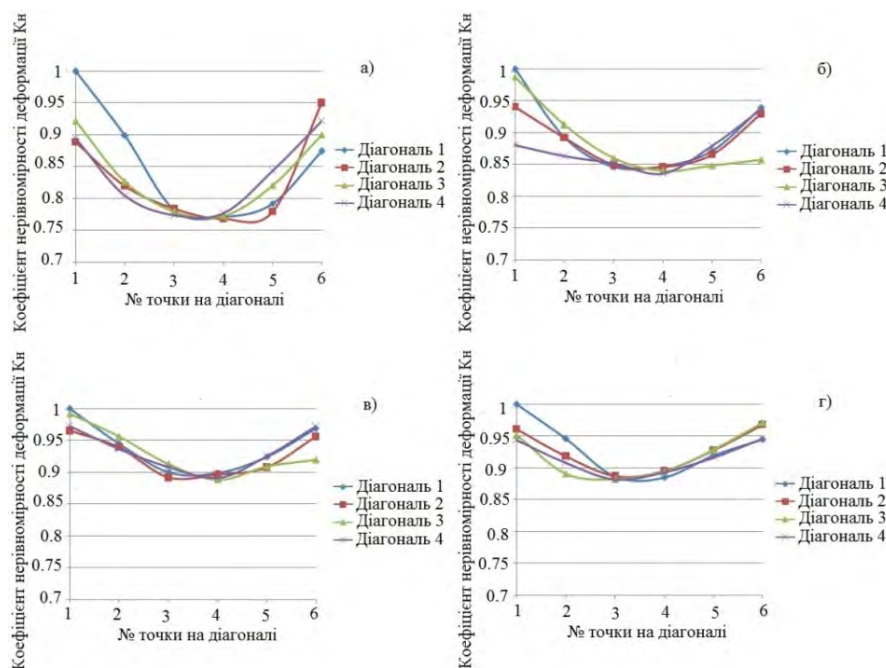 Коефіцієнт нерівномірності деформації Кн
а)
1
0.95
0.9
0.85
0.8
0.75
0.7
1 2 3 4 5 6
№ точки на діагоналі
Діагональ 1
Діагональ 2
Діагональ 3
Діагональ 4
Коефіцієнт нерівномірності деформації Кн
б)
1
0.95
0.9
0.85
0.8
0.75
0.7
1 2 3 4 5 6
№ точки на діагоналі
Діагональ 1
Діагональ 2
Діагональ 3
Діагональ 4
Коефіцієнт нерівномірності деформації Кн
в)
1
0.95
0.9
0.85
0.8
0.75
0.7
1 2 3 4 5 6
№ точки на діагоналі
Діагональ 1
Діагональ 2
Діагональ 3
Діагональ 4
Коефіцієнт нерівномірності деформації Кн
г)
1
0.95
0.9
0.85
0.8
0.75
0.7
1 2 3 4 5 6
№ точки на діагоналі
Діагональ 1
Діагональ 2
Діагональ 3
Діагональ 4